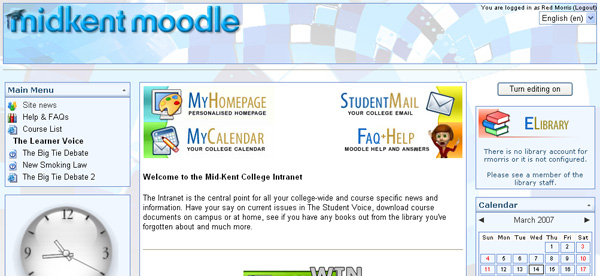 midkent moodle
You are logged in as Red Morris (Logout)
English (en)
Main Menu
Site news
Help & FAQs
Course List
The Learner Voice
The Big Tie Debate
New Smoking Law
The Big Tie Debate 2
MyHomepage
PERSONALISED HOMEPAGE
StudentMail
YOUR COLLEGE EMAIL
MyCalendar
YOUR COLLEGE CALENDAR
Faq+Help
MOODLE HELP AND ANSWERS
Welcome to the Mid-Kent College Intranet
The Intranet is the central point for all your college-wide and course specific news and
information. Have your say on current issues in The Student Voice, download course
documents on campus or at home, see if you have any books out from the library you've
forgotten about and much more.
WIN
Turn editing on
ELibrary
There is no library account for
rmorris or it is not configured.
Please see a member of the
library staff.
Calendar
March 2007
Sun Mon Tue Wed Thu Fri Sat
1 2 3
4 5 6 7 8 9 10
11 12 13 14 15 16 17